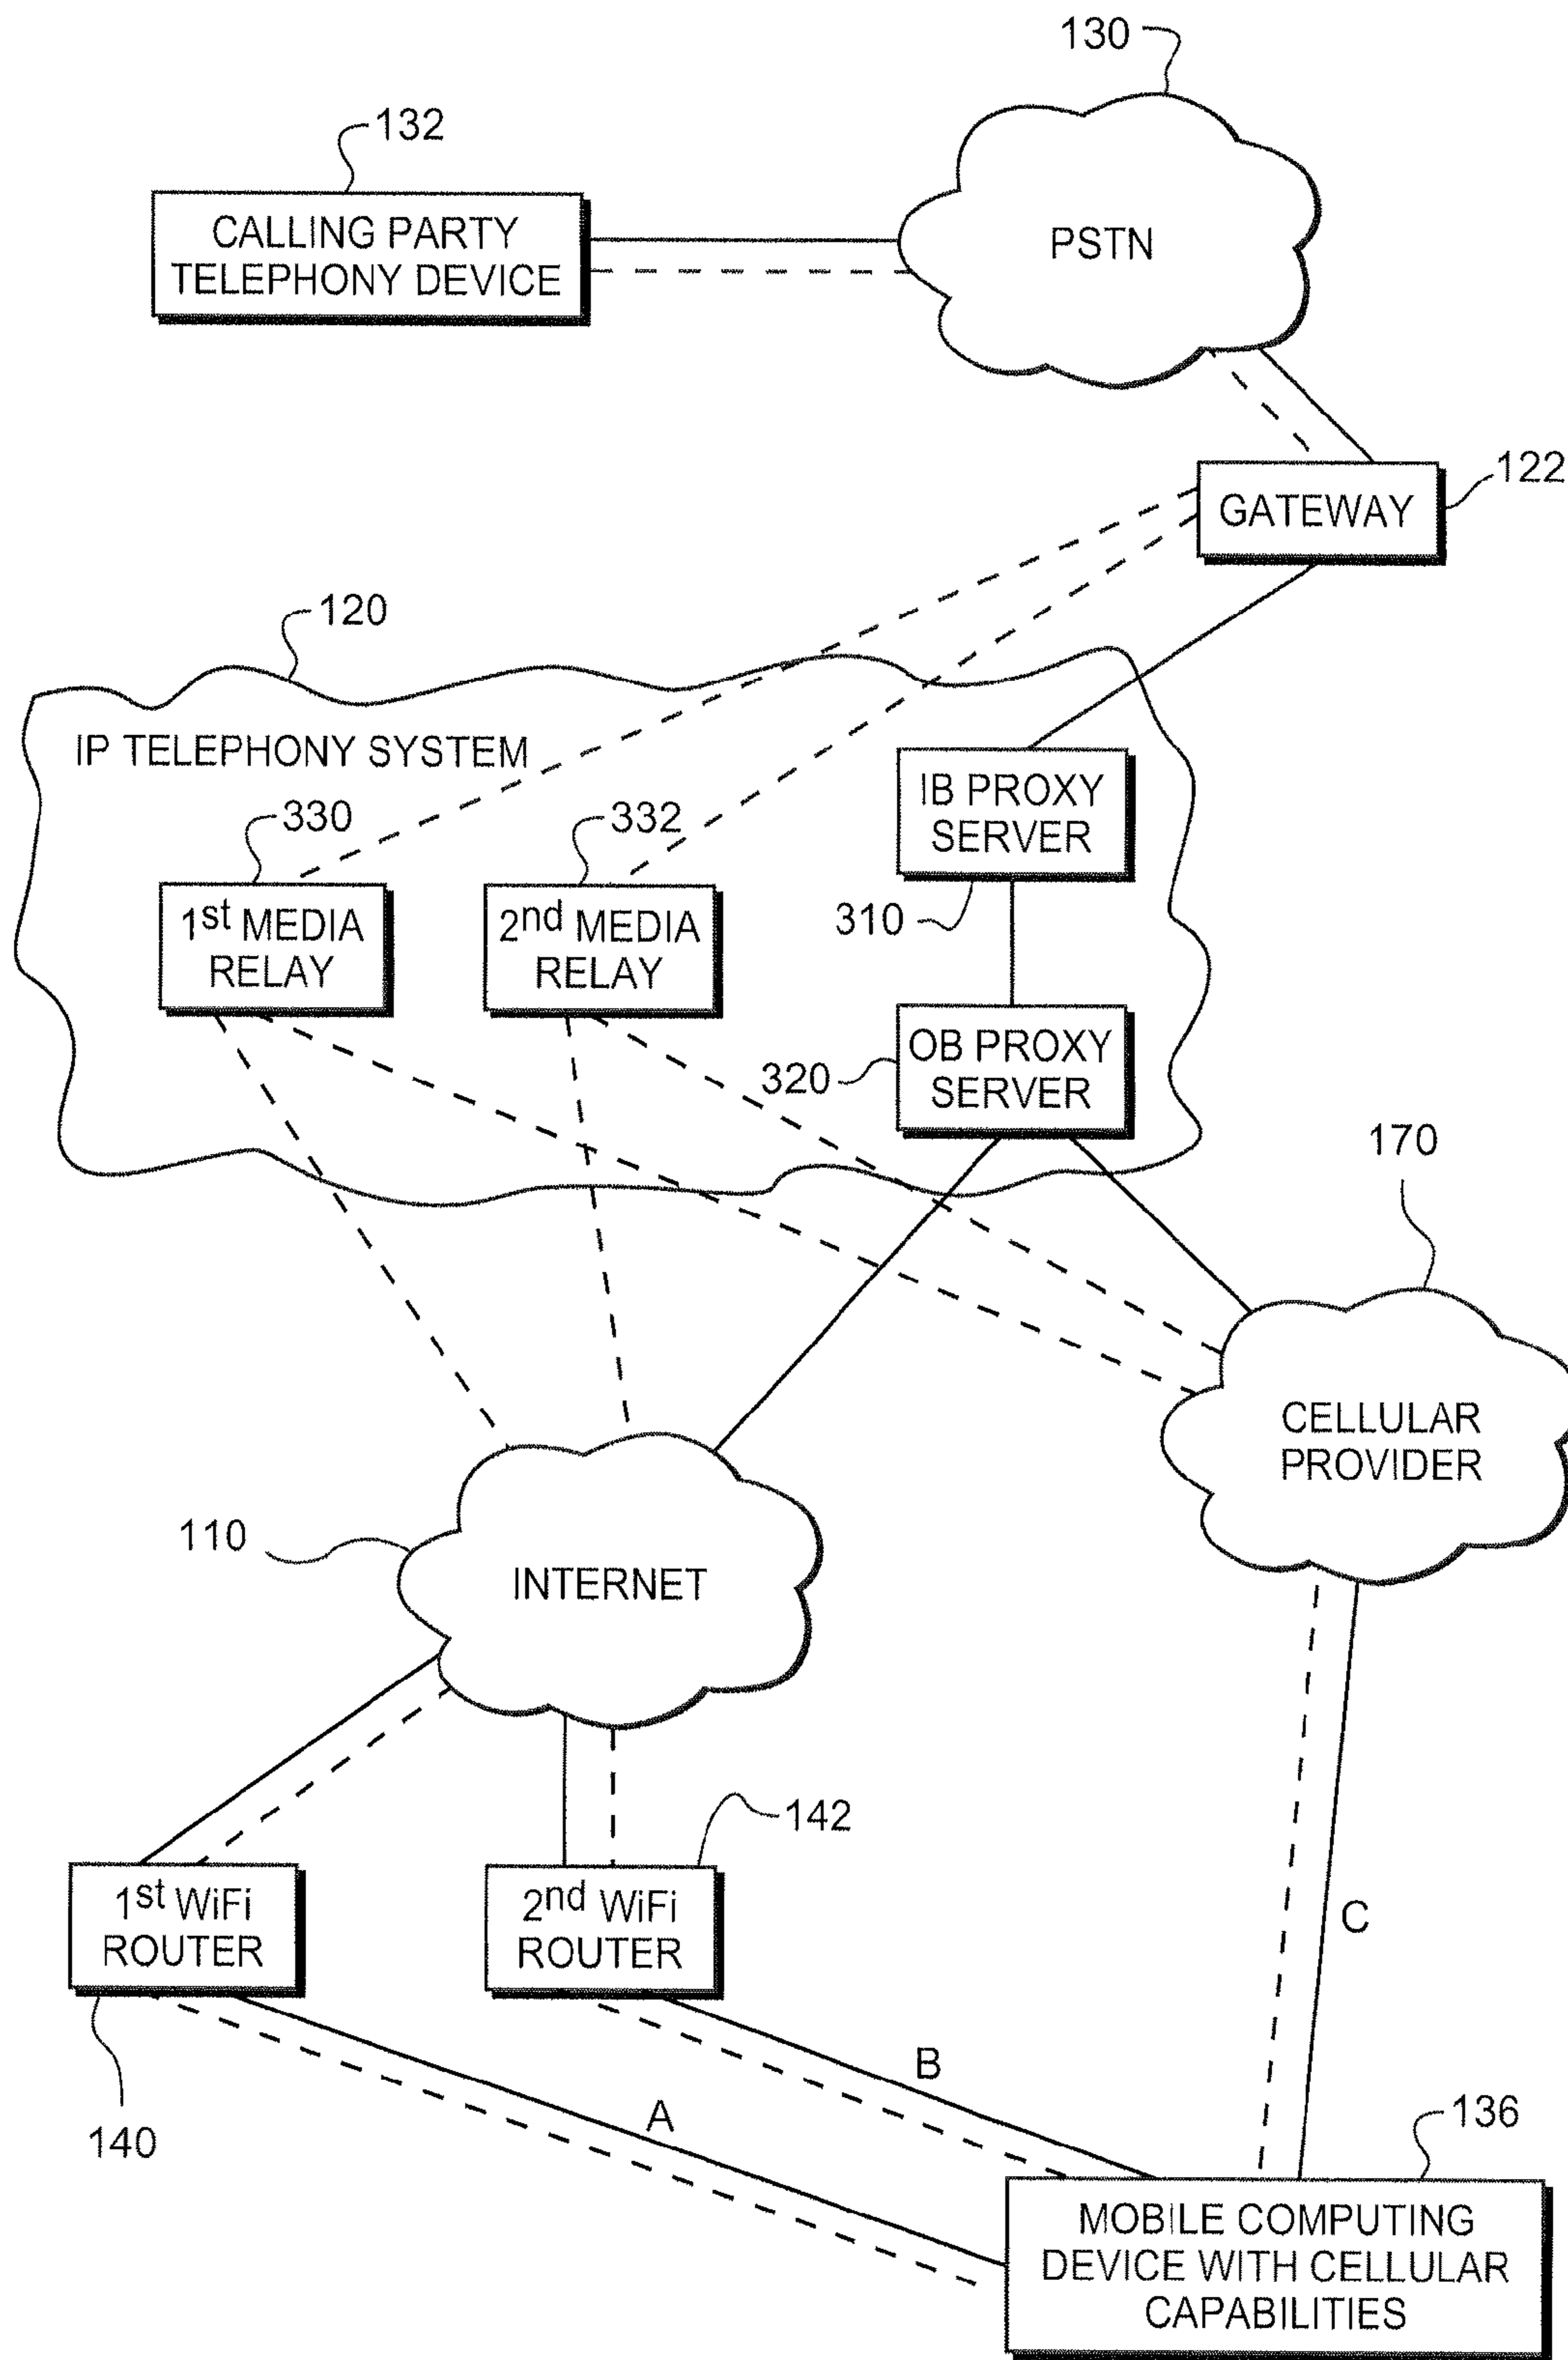 130
132
CALLING PARTY
TELEPHONY DEVICE
PSTN
122
GATEWAY
120
IP TELEPHONY SYSTEM
IB PROXY
SERVER
330
332
310
1st MEDIA
RELAY
2nd MEDIA
RELAY
OB PROXY
SERVER
320
170
CELLULAR
PROVIDER
110
INTERNET
142
1st WiFi
ROUTER
2nd WiFi
ROUTER
C
B
A
140
136
MOBILE COMPUTING
DEVICE WITH CELLULAR
CAPABILITIES